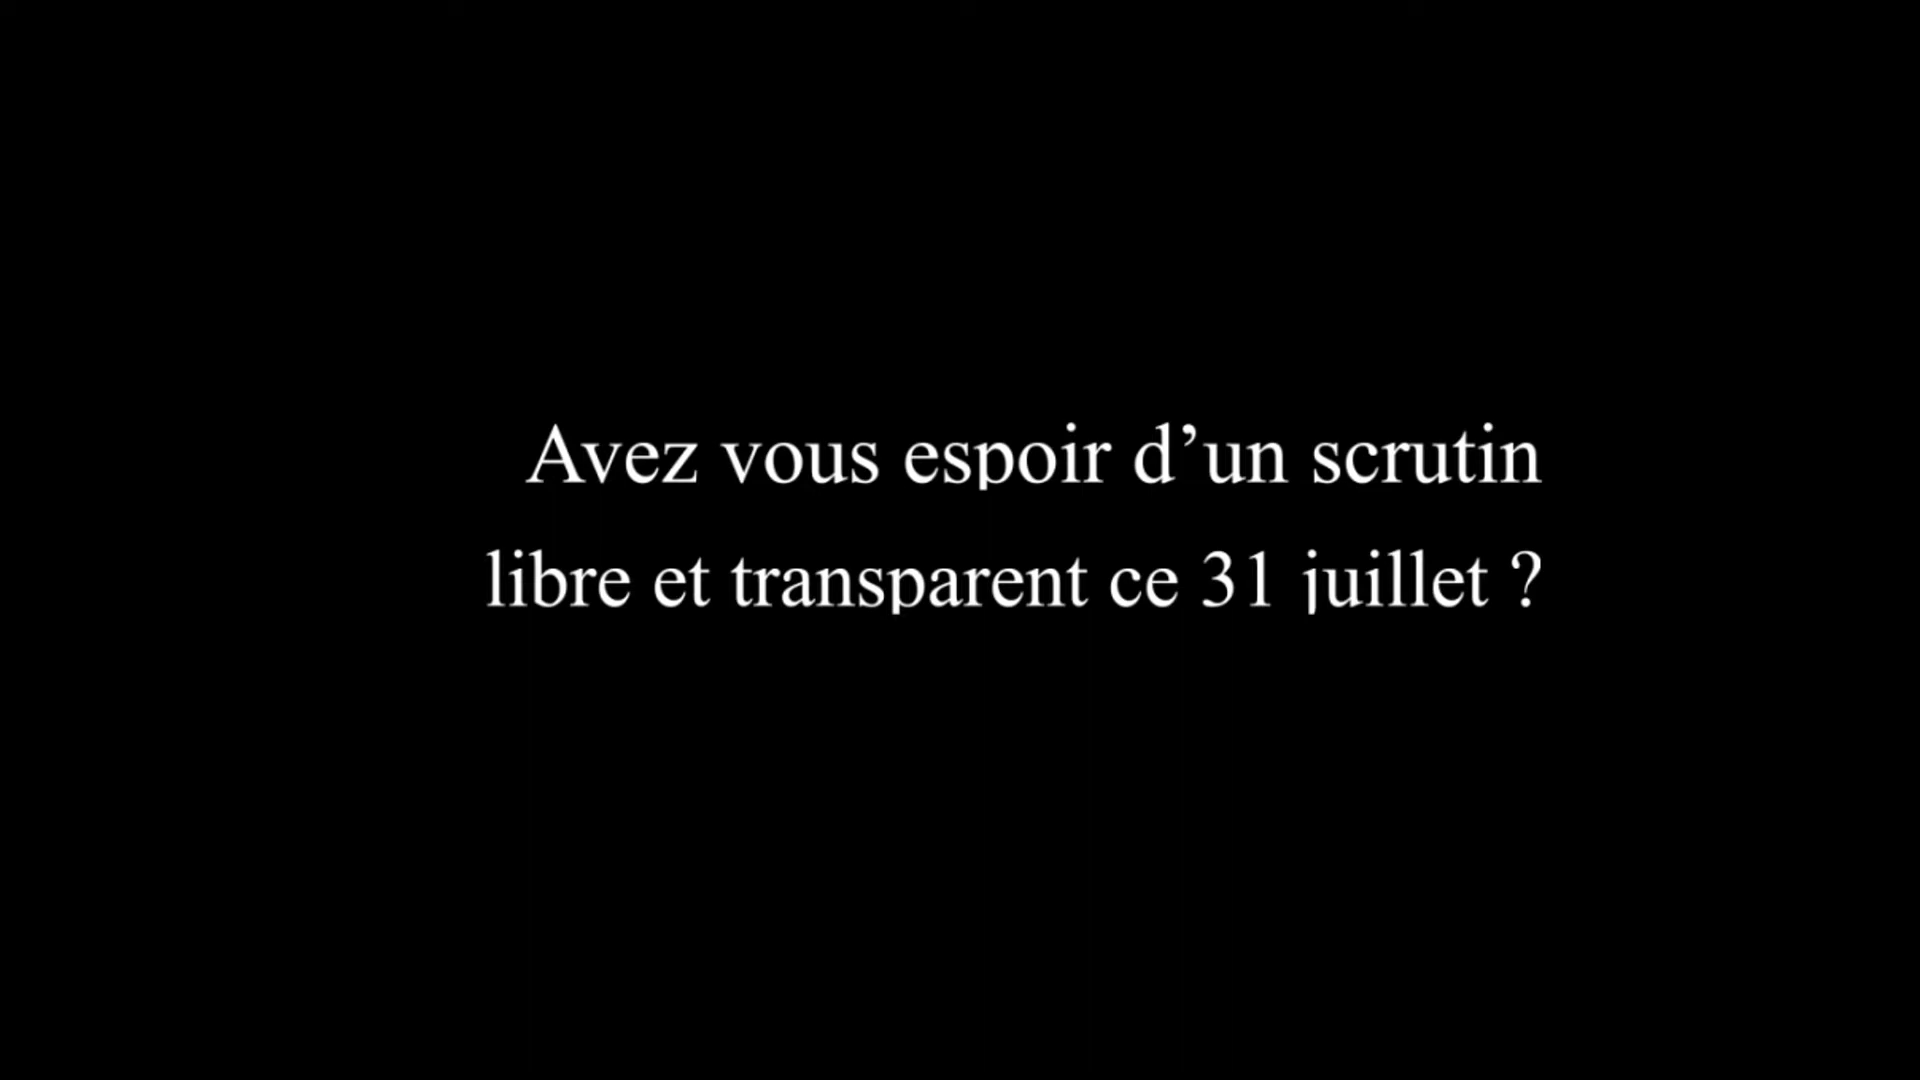 Avez vous espoir d’un scrutin
libre et transparent ce 31 juillet ?